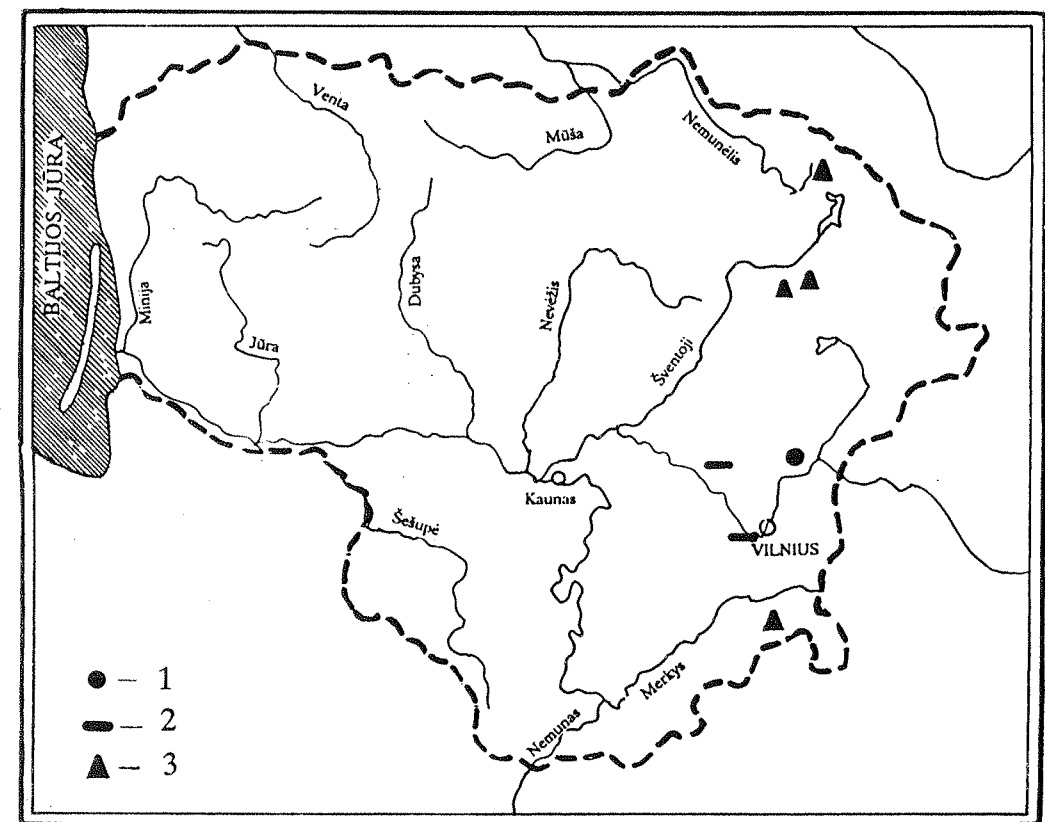 Venta
Mūša
Nemunėlis
BALTIJOS JŪRA
Minija
Jūra
Dubysa
Nevėžis
Šventoji
Kaunas
Šešupė
VILNIUS
Merkys
Nemunas
– 1
– 2
– 3